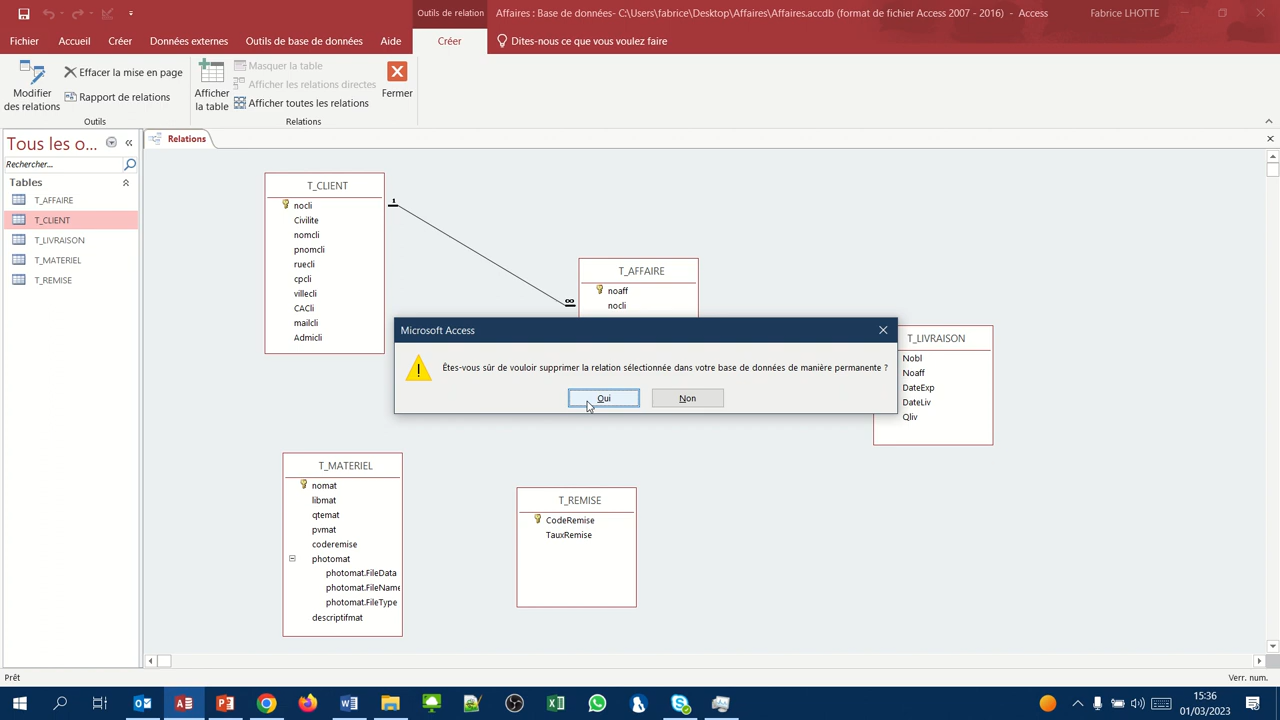 Outils de relation
Affaires : Base de données- C:\Users\fabrice\Desktop\Affaires\Affaires.accdb (format de fichier Access 2007 - 2016) - Access
Fabrice LHOTTE
Fichier
Accueil
Créer
Données externes
Outils de base de données
Aide
Créer
Dites-nous ce que vous voulez faire
Modifier
des relations
Effacer la mise en page
Rapport de relations
Outils
Afficher
la table
Masquer la table
Afficher les relations directes
Afficher toutes les relations
Fermer
Relations
Tous les o...
Rechercher...
Tables
T_AFFAIRE
T_CLIENT
T_LIVRAISON
T_MATERIEL
T_REMISE
Relations
T_CLIENT
nocli
Civilite
nomcli
pnomcli
ruecli
cpcli
villecli
CACli
mailcli
Admicli
1
∞
T_AFFAIRE
noaff
nocli
T_LIVRAISON
Nobl
Noaff
DateExp
DateLiv
Qliv
Microsoft Access
Êtes-vous sûr de vouloir supprimer la relation sélectionnée dans votre base de données de manière permanente ?
Oui
Non
T_MATERIEL
nomat
libmat
qtemat
pvmat
coderemise
photomat
photomat.FileData
photomat.FileName
photomat.FileType
descriptifmat
T_REMISE
CodeRemise
TauxRemise
Prêt
Verr. num.
15:36
01/03/2023